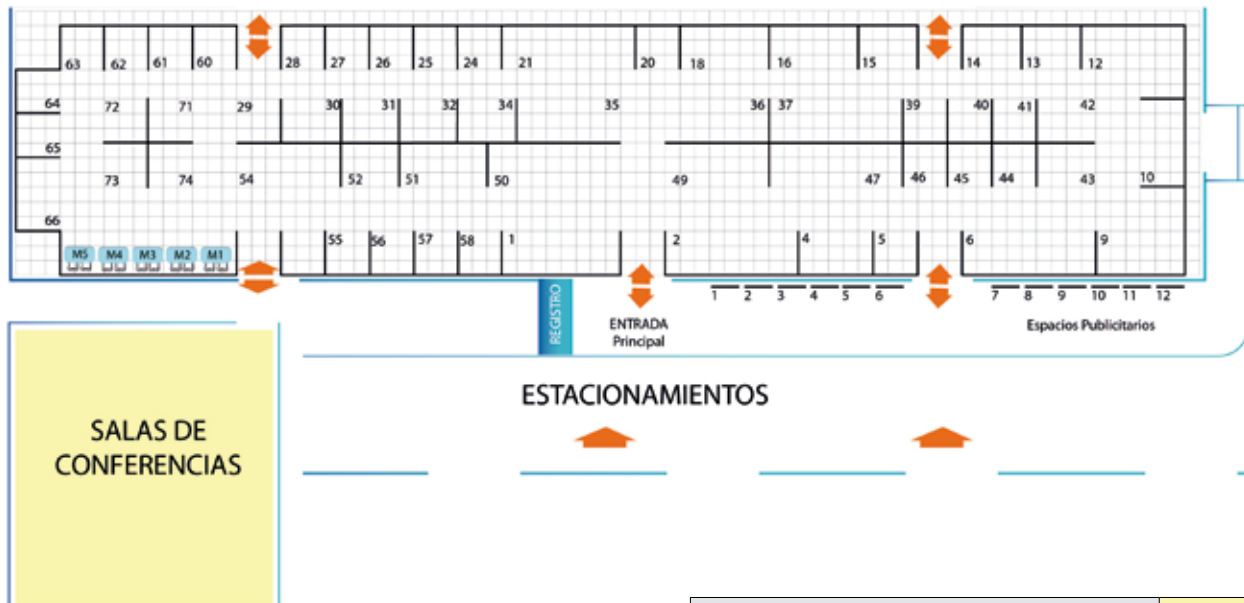 63 62 61 60 28 27 26 25 24 21 20 18 16 15 14 13 12
64 72 71 29 30 31 32 34 35 36 37 39 40 41 42
65
73 74 54 52 51 50 49 47 46 45 44 43 10
66
M5 M4 M3 M2 M1 55 56 57 58 1 2 4 5 6 9
1 2 3 4 5 6 7 8 9 10 11 12
REGISTRO
ENTRADA
Principal
Espacios Publicitarios
ESTACIONAMIENTOS
SALAS DE
CONFERENCIAS